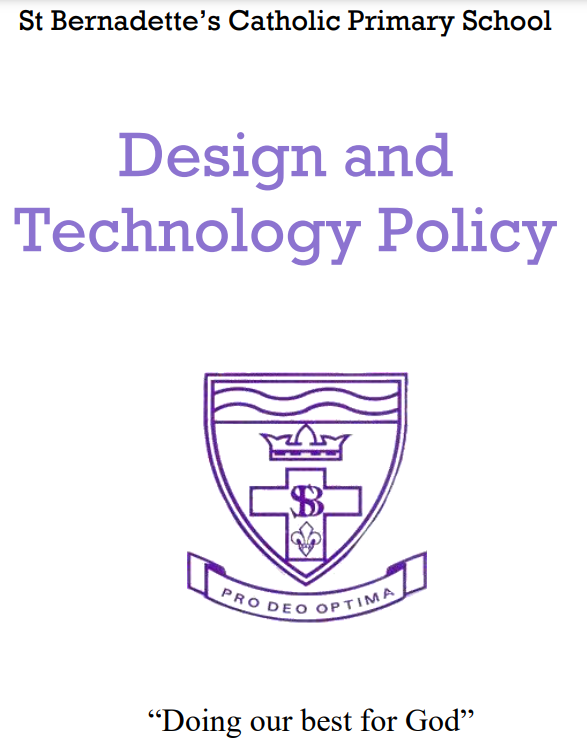 St Bernadette’s Catholic Primary School
Design and
Technology Policy
SB
PRO DEO OPTIMA
“Doing our best for God”